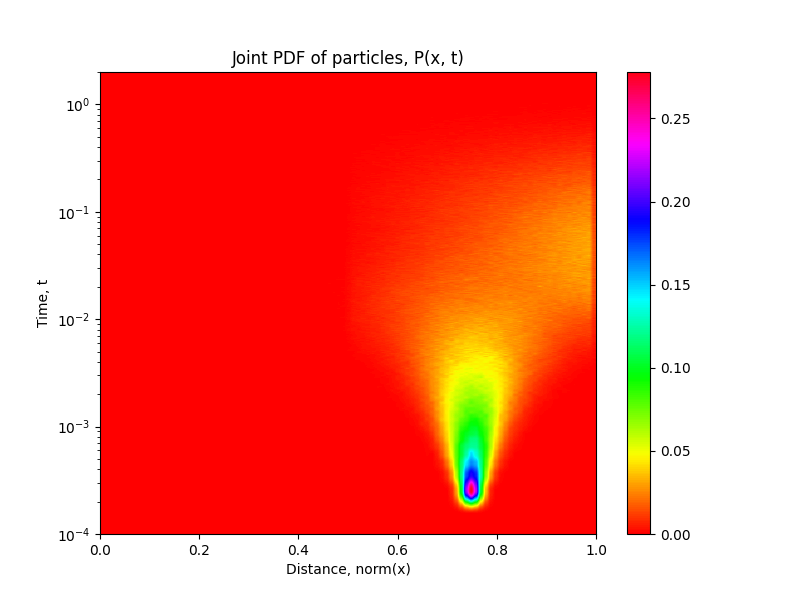 Joint PDF of particles, P(x, t)
Time, t
10⁰
10⁻¹
10⁻²
10⁻³
10⁻⁴
0.0 0.2 0.4 0.6 0.8 1.0
Distance, norm(x)
0.25
0.20
0.15
0.10
0.05
0.00